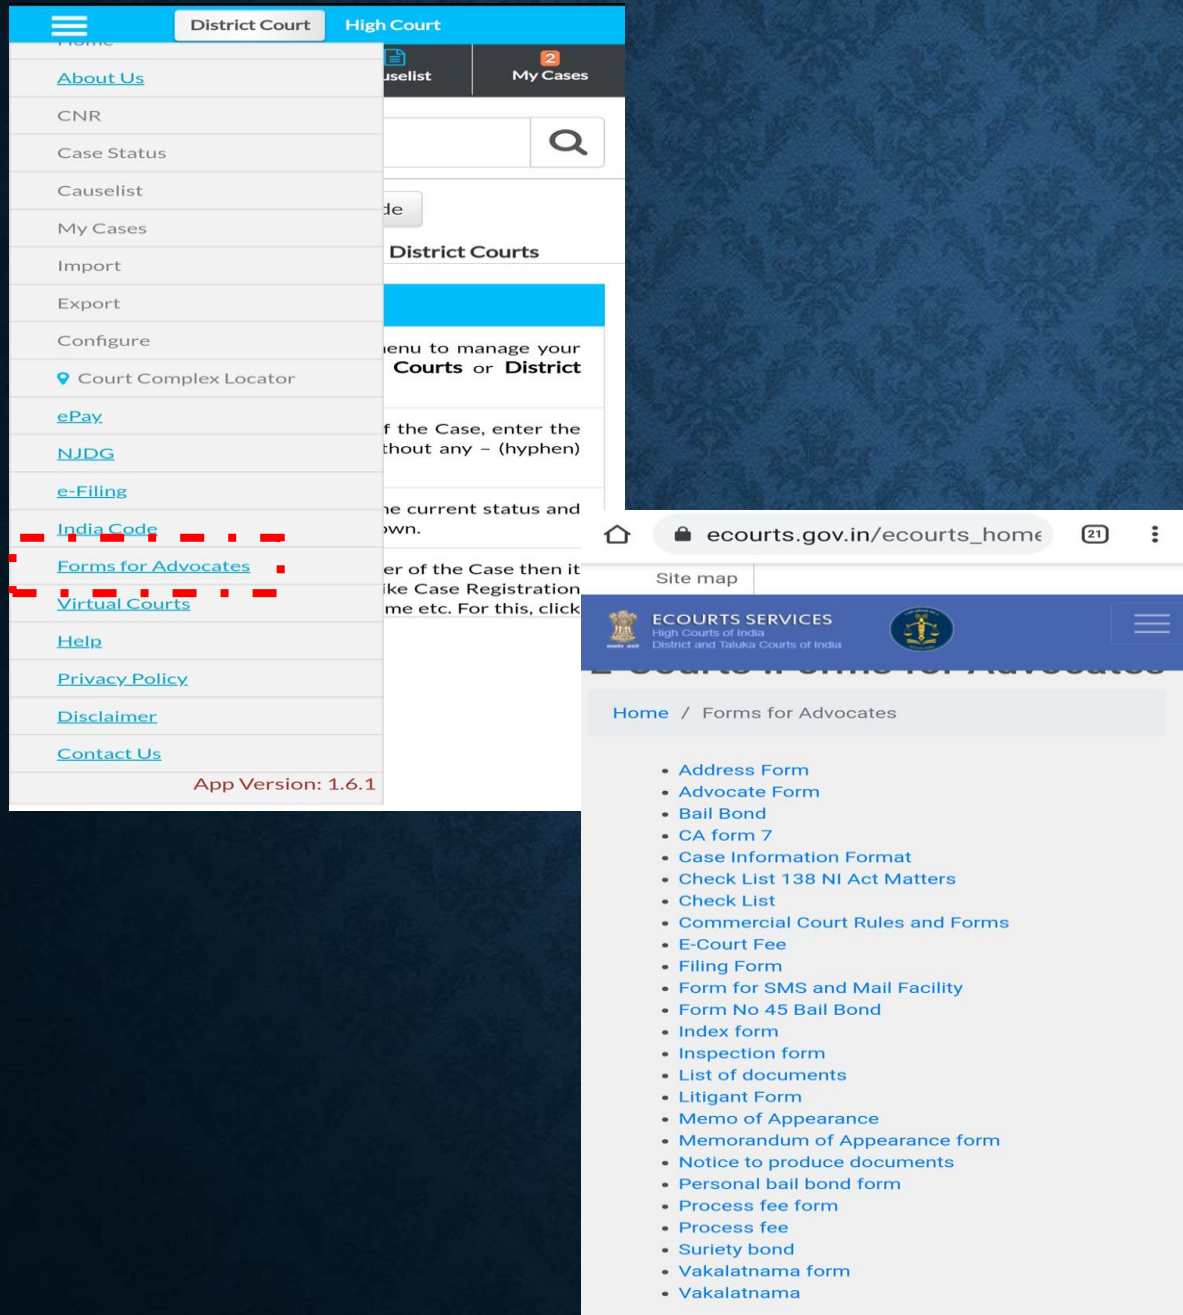 District Court
High Court
Home
About Us
CNR
Case Status
Causelist
My Cases
Import
Export
Configure
Court Complex Locator
ePay
NJDG
e-Filing
India Code
Forms for Advocates
Virtual Courts
Help
Privacy Policy
Disclaimer
Contact Us
App Version: 1.6.1
uselist
2
My Cases
de
District Courts
enu to manage your
Courts or District
f the Case, enter the
thout any – (hyphen)
he current status and
own.
er of the Case then it
ike Case Registration
me etc. For this, click
ecourts.gov.in/ecourts_home
21
Site map
ECOURTS SERVICES
High Courts of India
District and Taluka Courts of India
Forms for Advocates
Home / Forms for Advocates
• Address Form
• Advocate Form
• Bail Bond
• CA form 7
• Case Information Format
• Check List 138 NI Act Matters
• Check List
• Commercial Court Rules and Forms
• E-Court Fee
• Filing Form
• Form for SMS and Mail Facility
• Form No 45 Bail Bond
• Index form
• Inspection form
• List of documents
• Litigant Form
• Memo of Appearance
• Memorandum of Appearance form
• Notice to produce documents
• Personal bail bond form
• Process fee form
• Process fee
• Suriety bond
• Vakalatnama form
• Vakalatnama